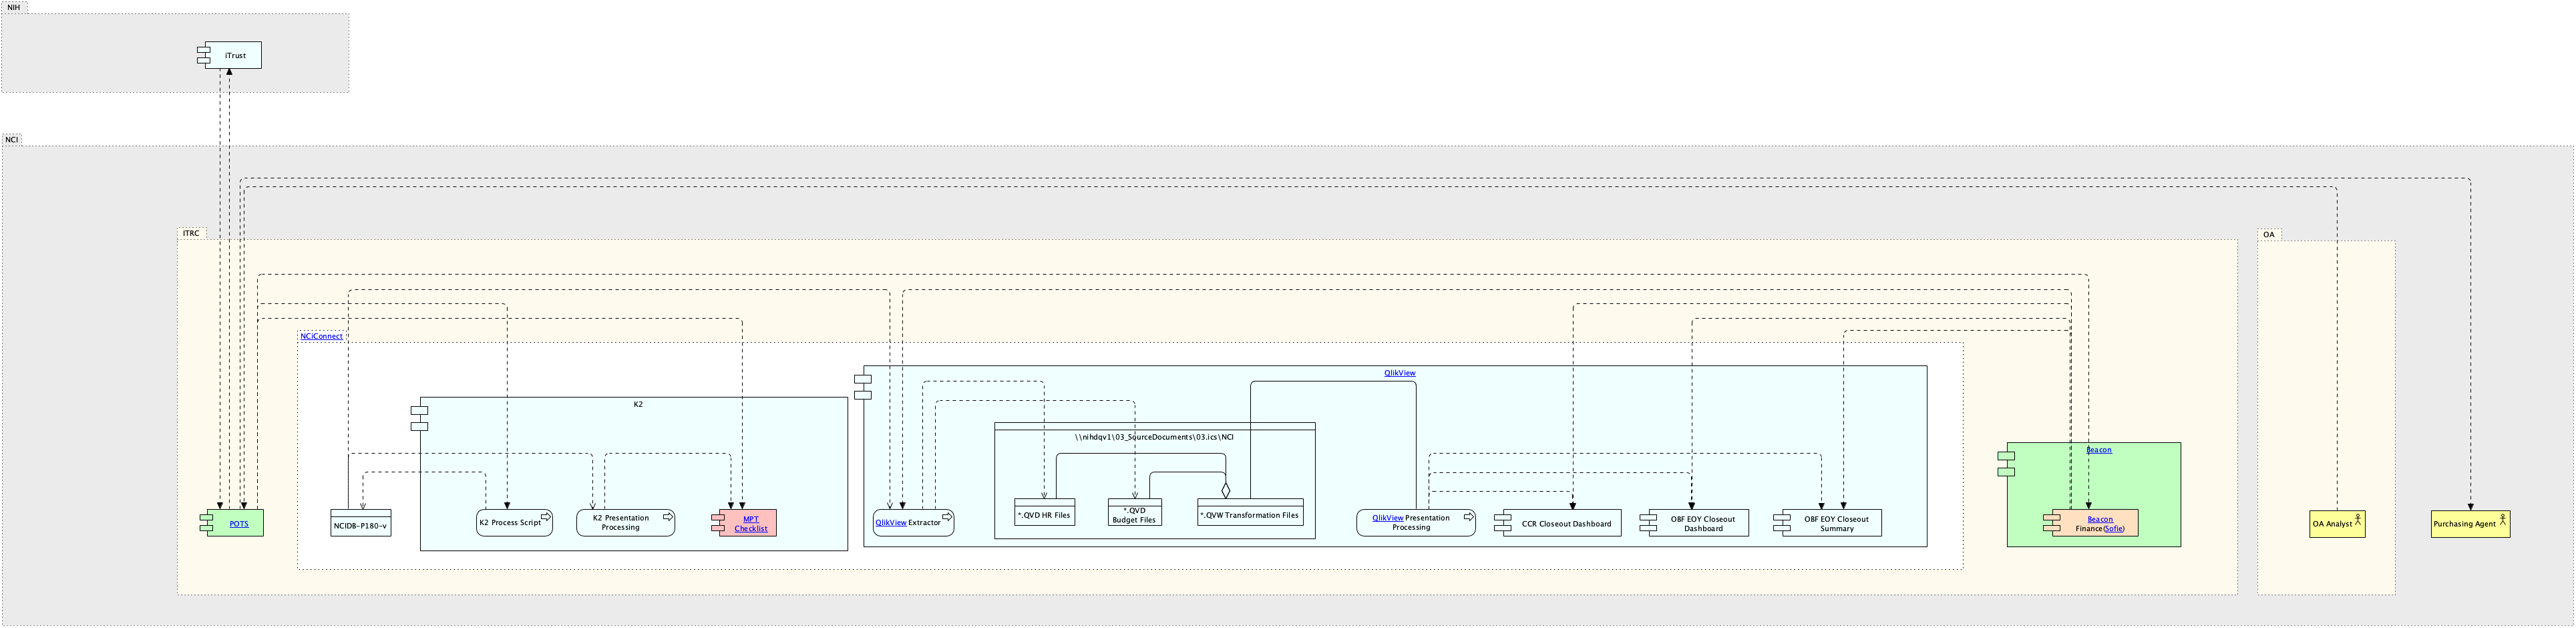 NIH
iTrust
NCI
ITRC
OA
NCiConnect
QlikView
K2
\\nihdqv1\03_SourceDocuments\03.ics\NCI
Beacon
POTS
NCIDB-P180-v
K2 Process Script
K2 Presentation
Processing
MPT
Checklist
QlikView Extractor
*.QVD HR Files
*.QVD
Budget Files
*.QVW Transformation Files
QlikView Presentation
Processing
CCR Closeout Dashboard
OBF EOY Closeout
Dashboard
OBF EOY Closeout
Summary
Beacon
Finance(Sofie)
OA Analyst
Purchasing Agent